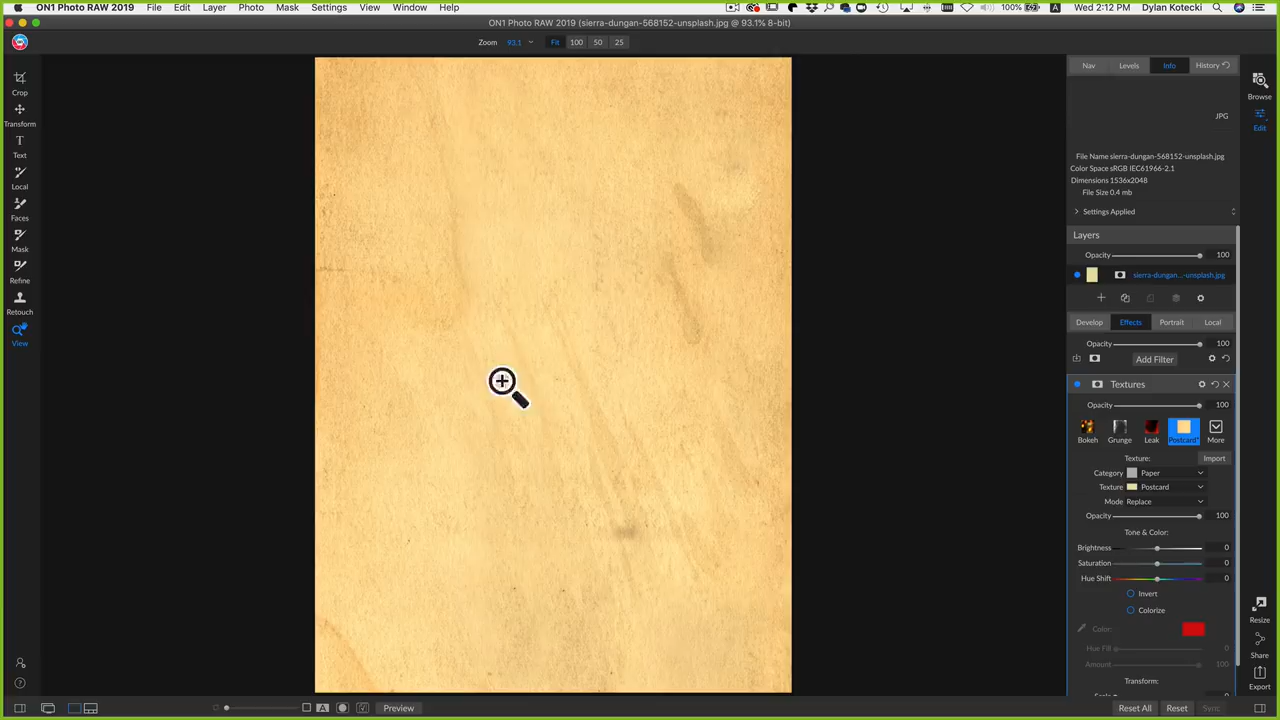 ON1 Photo RAW 2019 File Edit Layer Photo Mask Settings View Window Help 100% Wed 2:12 PM Dylan Kotecki
ON1 Photo RAW 2019 (sierra-dungan-568152-unsplash.jpg @ 93.1% 8-bit)
Zoom 93.1 Fit 100 50 25
Crop
Transform
Text
Local
Faces
Mask
Refine
Retouch
View
Nav Levels Info History
Browse
Edit
JPG
File Name sierra-dungan-568152-unsplash.jpg
Color Space sRGB IEC61966-2.1
Dimensions 1536x2048
File Size 0.4 mb
Settings Applied
Layers
Opacity 100
sierra-dungan...-unsplash.jpg
Develop Effects Portrait Local
Opacity 100
Add Filter
Textures
Opacity 100
Bokeh Grunge Leak Postcard* More
Texture: Import
Category Paper
Texture Postcard
Mode Replace
Opacity 100
Tone & Color:
Brightness 0
Saturation 0
Hue Shift 0
Invert
Colorize
Color:
Hue Fill 0
Amount 100
Transform:
Resize
Share
Export
Preview
Reset All Reset Sync